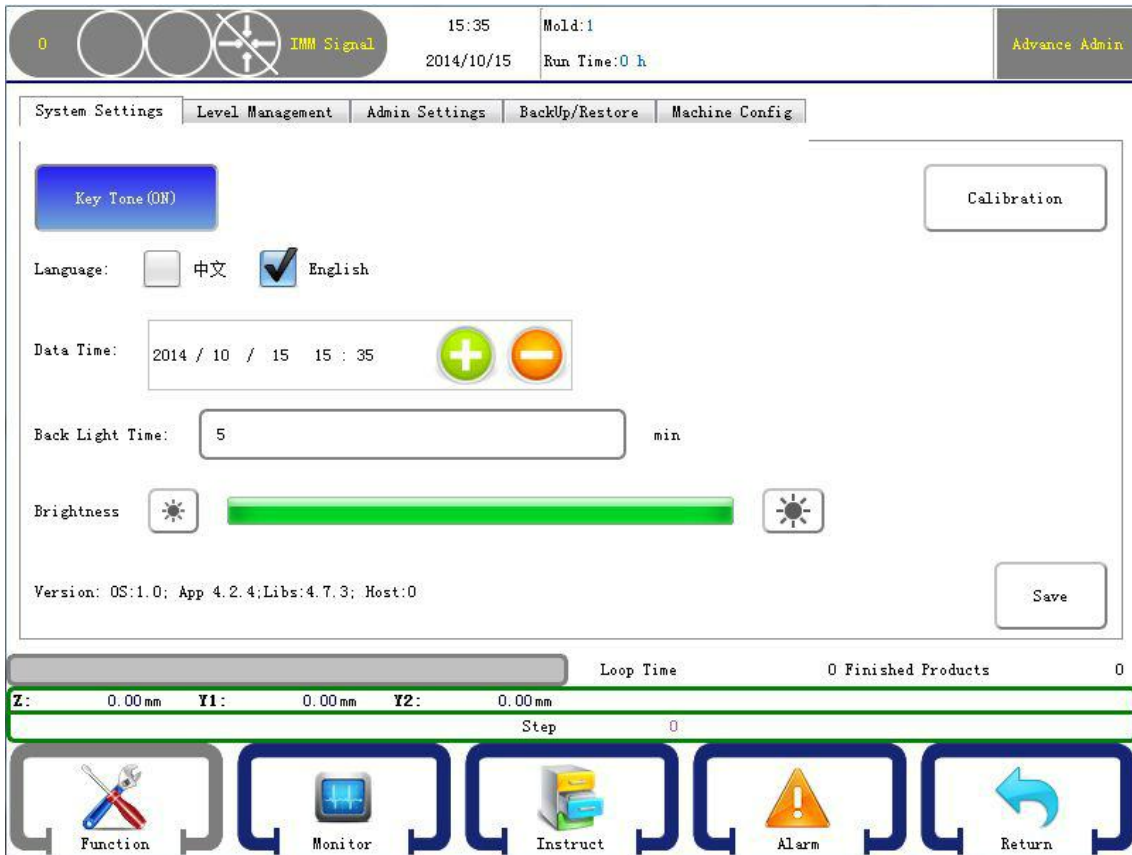 0 IMM Signal 15:35 Mold:1 Advance Admin
2014/10/15 Run Time:0 h
System Settings Level Management Admin Settings BackUp/Restore Machine Config
Key Tone(ON) Calibration
Language: 中文 English
Data Time: 2014 / 10 / 15 15 : 35
Back Light Time: 5 min
Brightness
Version: OS:1.0; App 4.2.4;Libs:4.7.3; Host:0 Save
Loop Time 0 Finished Products 0
Z: 0.00mm Y1: 0.00mm Y2: 0.00mm
Step 0
Function Monitor Instruct Alarm Return